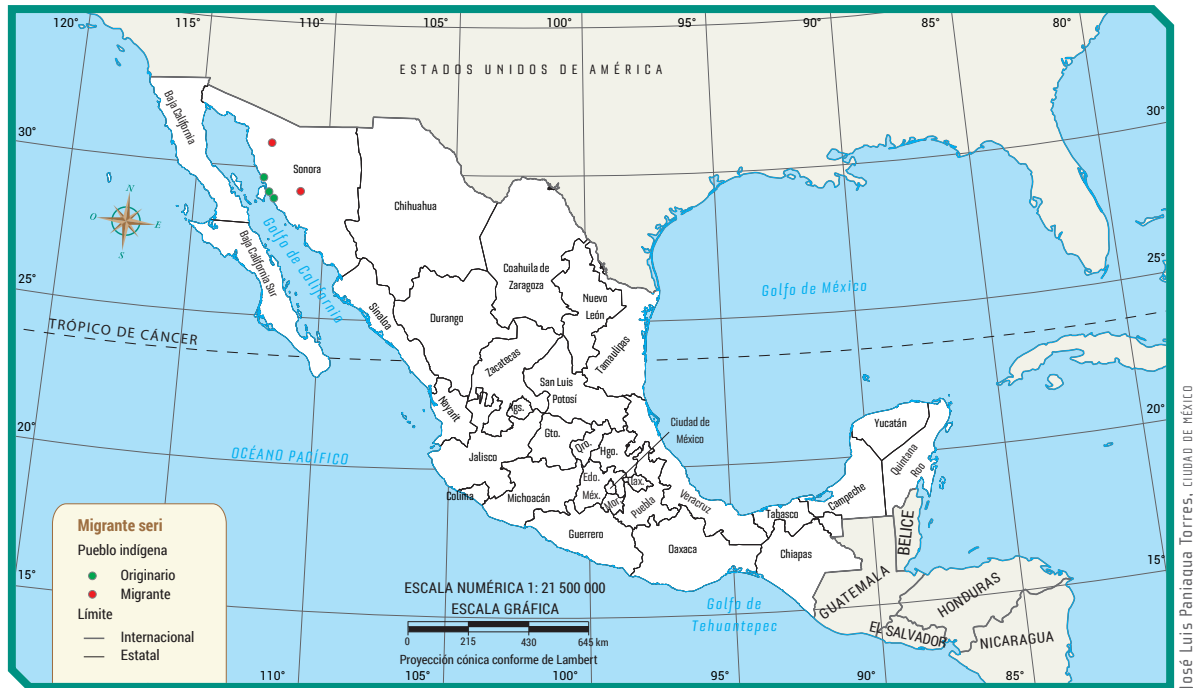 120°
115°
110°
105°
100°
95°
90°
85°
80°
ESTADOS UNIDOS DE AMÉRICA
30°
30°
Baja California
Sonora
Chihuahua
N
O
E
S
Golfo de California
Baja California Sur
Coahuila de
Zaragoza
Nuevo
León
25°
25°
Golfo de México
Sinaloa
Durango
TRÓPICO DE CÁNCER
Tamaulipas
Zacatecas
San Luis
Potosí
Nayarit
Ags.
20°
20°
Ciudad de
México
Yucatán
Gto.
Qro.
Hgo.
OCÉANO PACÍFICO
Jalisco
Quintana
Roo
Edo.
Méx.
Tlax.
Colima
Michoacán
Mor.
Puebla
Veracruz
Campeche
Tabasco
Guerrero
Oaxaca
Chiapas
BELICE
15°
15°
GUATEMALA
HONDURAS
EL SALVADOR
NICARAGUA
Golfo de
Tehuantepec
Migrante seri
Pueblo indígena
Originario
Migrante
Límite
Internacional
Estatal
ESCALA NUMÉRICA 1: 21 500 000
ESCALA GRÁFICA
0 215 430 645 km
Proyección cónica conforme de Lambert
110°
105°
100°
95°
90°
85°
José Luis Paniaqua Torres, CIUDAD DE MÉXICO